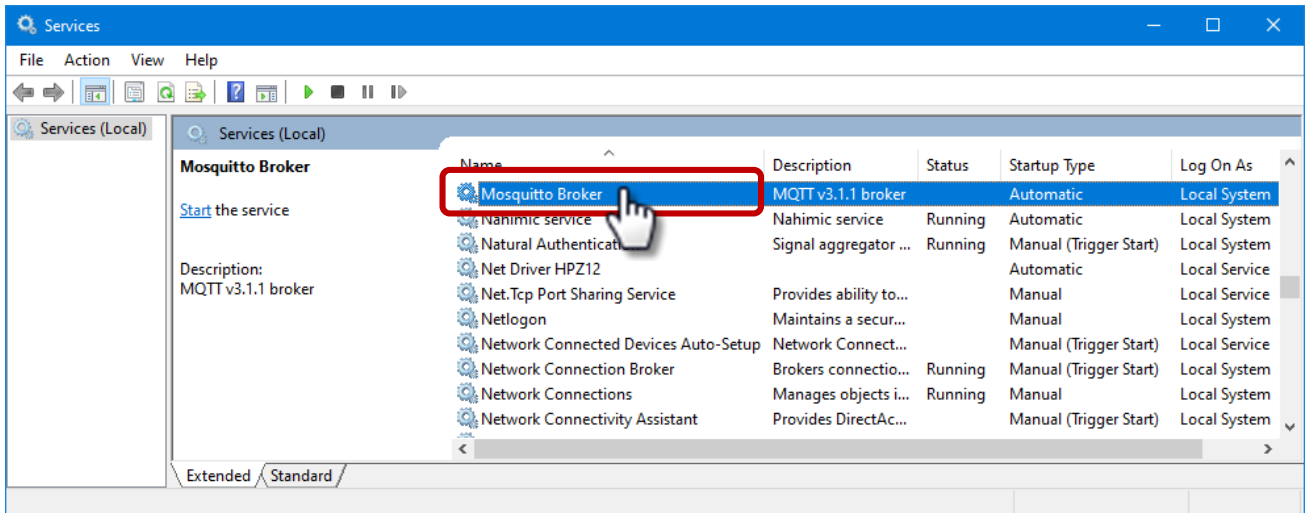 Services
File Action View Help
Services (Local)
Services (Local)
Mosquitto Broker
Start the service
Description:
MQTT v3.1.1 broker
Name Description Status Startup Type Log On As
Mosquitto Broker MQTT v3.1.1 broker Automatic Local System
Nahimic service Nahimic service Running Automatic Local System
Natural Signal aggregator ... Running Manual (Trigger Start) Local System
Net Driver HPZ12 Automatic Local Service
Net.Tcp Port Sharing Service Provides ability to... Manual Local Service
Netlogon Maintains a secur... Manual Local System
Network Connected Devices Auto-Setup Network Connect... Manual (Trigger Start) Local Service
Network Connection Broker Brokers connectio... Running Manual (Trigger Start) Local System
Network Connections Manages objects i... Running Manual Local System
Network Connectivity Assistant Provides DirectAc... Manual (Trigger Start) Local System
Extended Standard